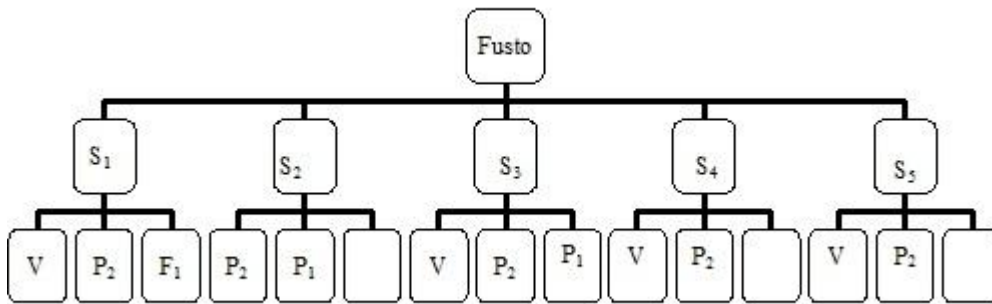 Fusto
S₁ S₂ S₃ S₄ S₅
V P₂ F₁ P₂ P₁ V P₂ P₁ V P₂ V P₂